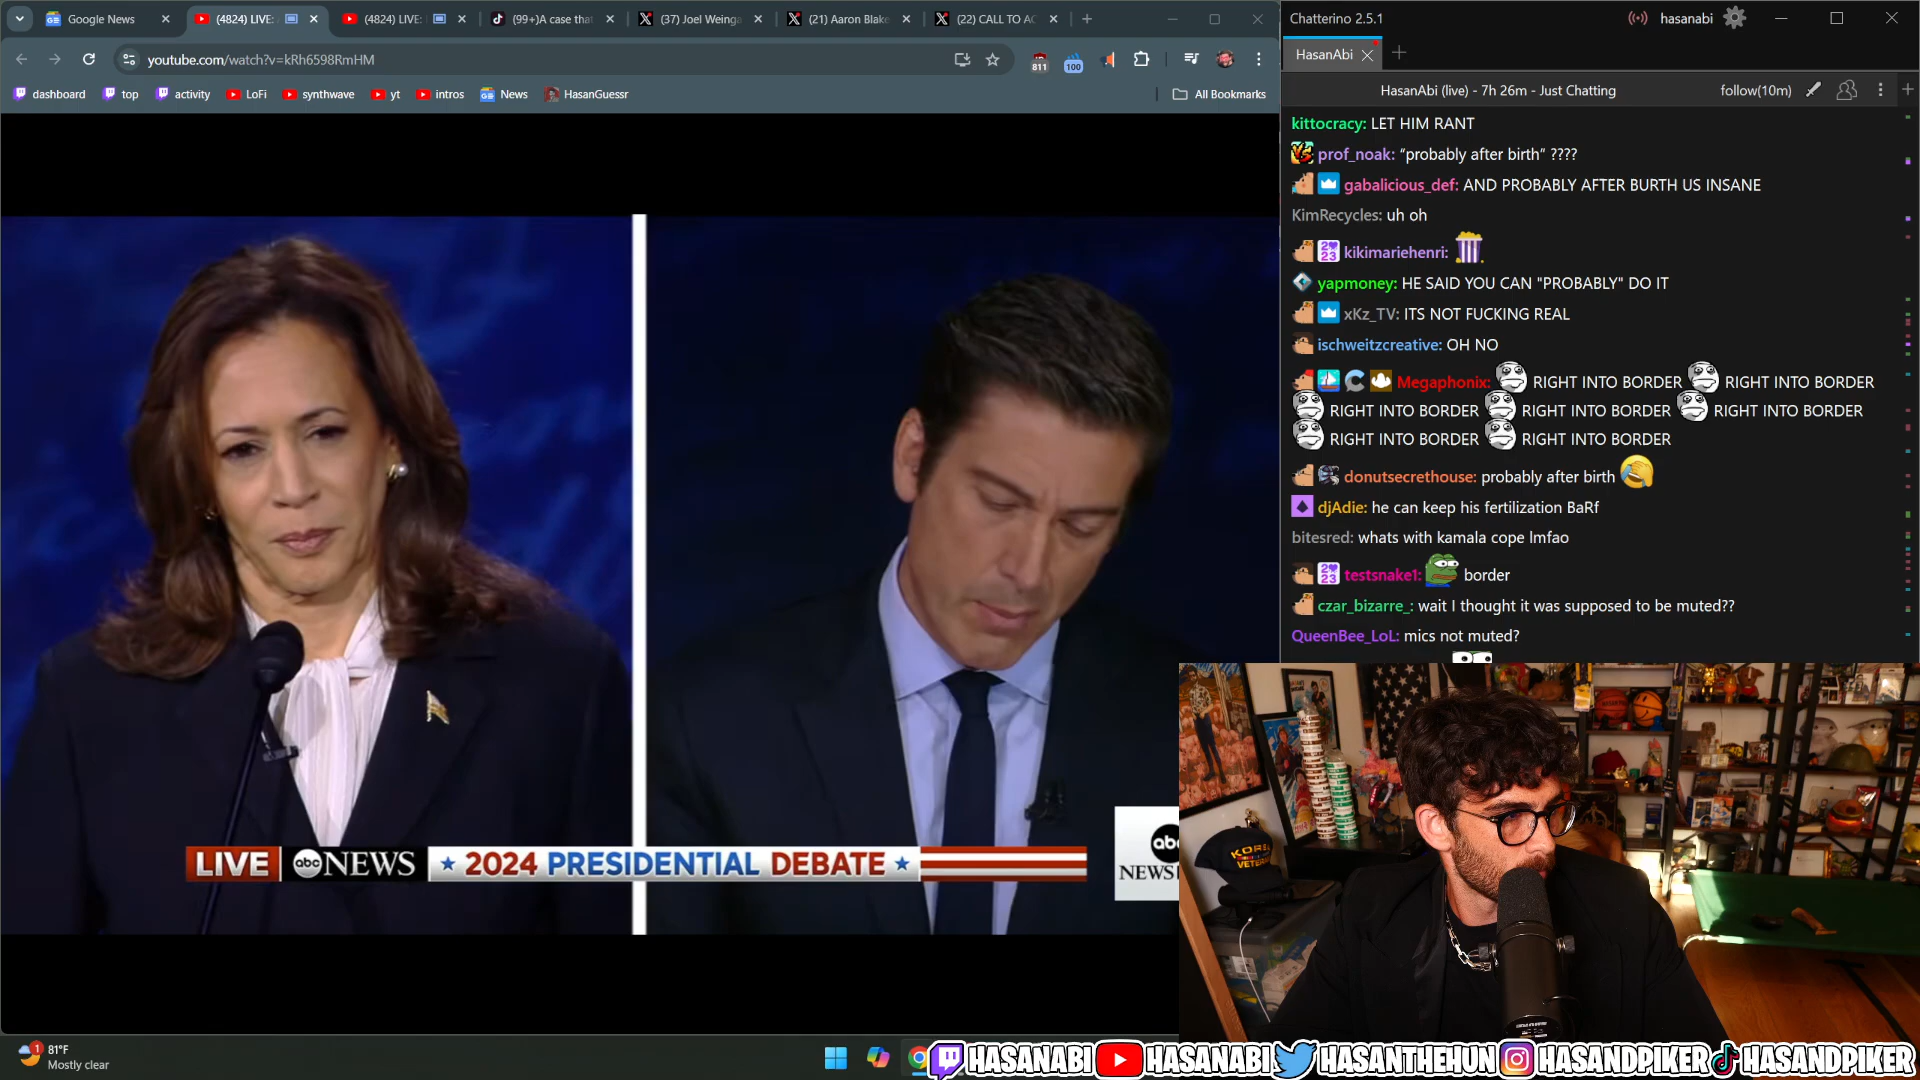 Google News
(4824) LIVE:
(4824) LIVE:
(99+)A case that
(37) Joel Weinga
(21) Aaron Blake
(22) CALL TO AC
youtube.com/watch?v=kRh6598RmHM
811
100
dashboard
top
activity
LoFi
synthwave
yt
intros
News
HasanGuessr
All Bookmarks
LIVE abc NEWS ★ 2024 PRESIDENTIAL DEBATE ★
abc
NEWS
Chatterino 2.5.1
hasanabi
HasanAbi
HasanAbi (live) - 7h 26m - Just Chatting
follow(10m)
kittocracy: LET HIM RANT
prof_noak: “probably after birth” ????
gabalicious_def: AND PROBABLY AFTER BURTH US INSANE
KimRecycles: uh oh
kikimariehenri:
yapmoney: HE SAID YOU CAN "PROBABLY" DO IT
xKz_TV: ITS NOT FUCKING REAL
ischweitzcreative: OH NO
Megaphonix: RIGHT INTO BORDER RIGHT INTO BORDER
RIGHT INTO BORDER RIGHT INTO BORDER RIGHT INTO BORDER
RIGHT INTO BORDER RIGHT INTO BORDER
donutsecrethouse: probably after birth
djAdie: he can keep his fertilization BaRf
bitesred: whats with kamala cope lmfao
testsnake1: border
czar_bizarre_: wait I thought it was supposed to be muted??
QueenBee_LoL: mics not muted?
KOREA
VETERAN
1
81°F
Mostly clear
HASANABI HASANABI HASANTHEHUN HASANDPIKER HASANDPIKER